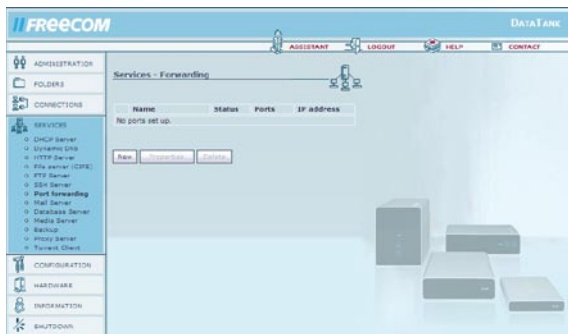 FREECOM
DATATANK
ASSISTANT LOGOUT HELP CONTACT
ADMINISTRATION
FOLDERS
CONNECTIONS
SERVICES
DHCP Server
Dynamic DNS
HTTP Server
File server (CIFS)
FTP Server
SSH Server
Port forwarding
Mail Server
Database Server
Media Server
Backup
Proxy Server
Torrent Client
CONFIGURATION
HARDWARE
INFORMATION
SHUTDOWN
Services - Forwarding
Name Status Ports IP address
No ports set up.
New Properties Delete